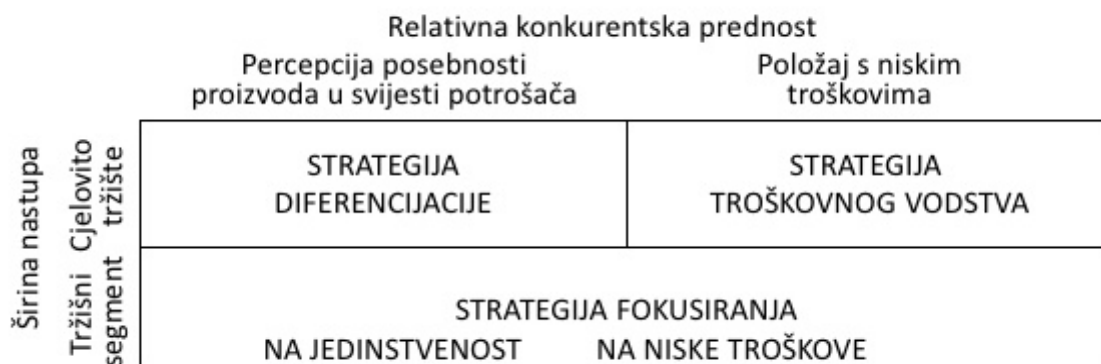 Relativna konkurentska prednost
Percepcija posebnosti
proizvoda u svijesti potrošača
Položaj s niskim
troškovima
Širina nastupa
Cjelovito
tržište
STRATEGIJA
DIFERENCIJACIJE
STRATEGIJA
TROŠKOVNOG VODSTVA
Tržišni
segment
STRATEGIJA FOKUSIRANJA
NA JEDINSTVENOST NA NISKE TROŠKOVE